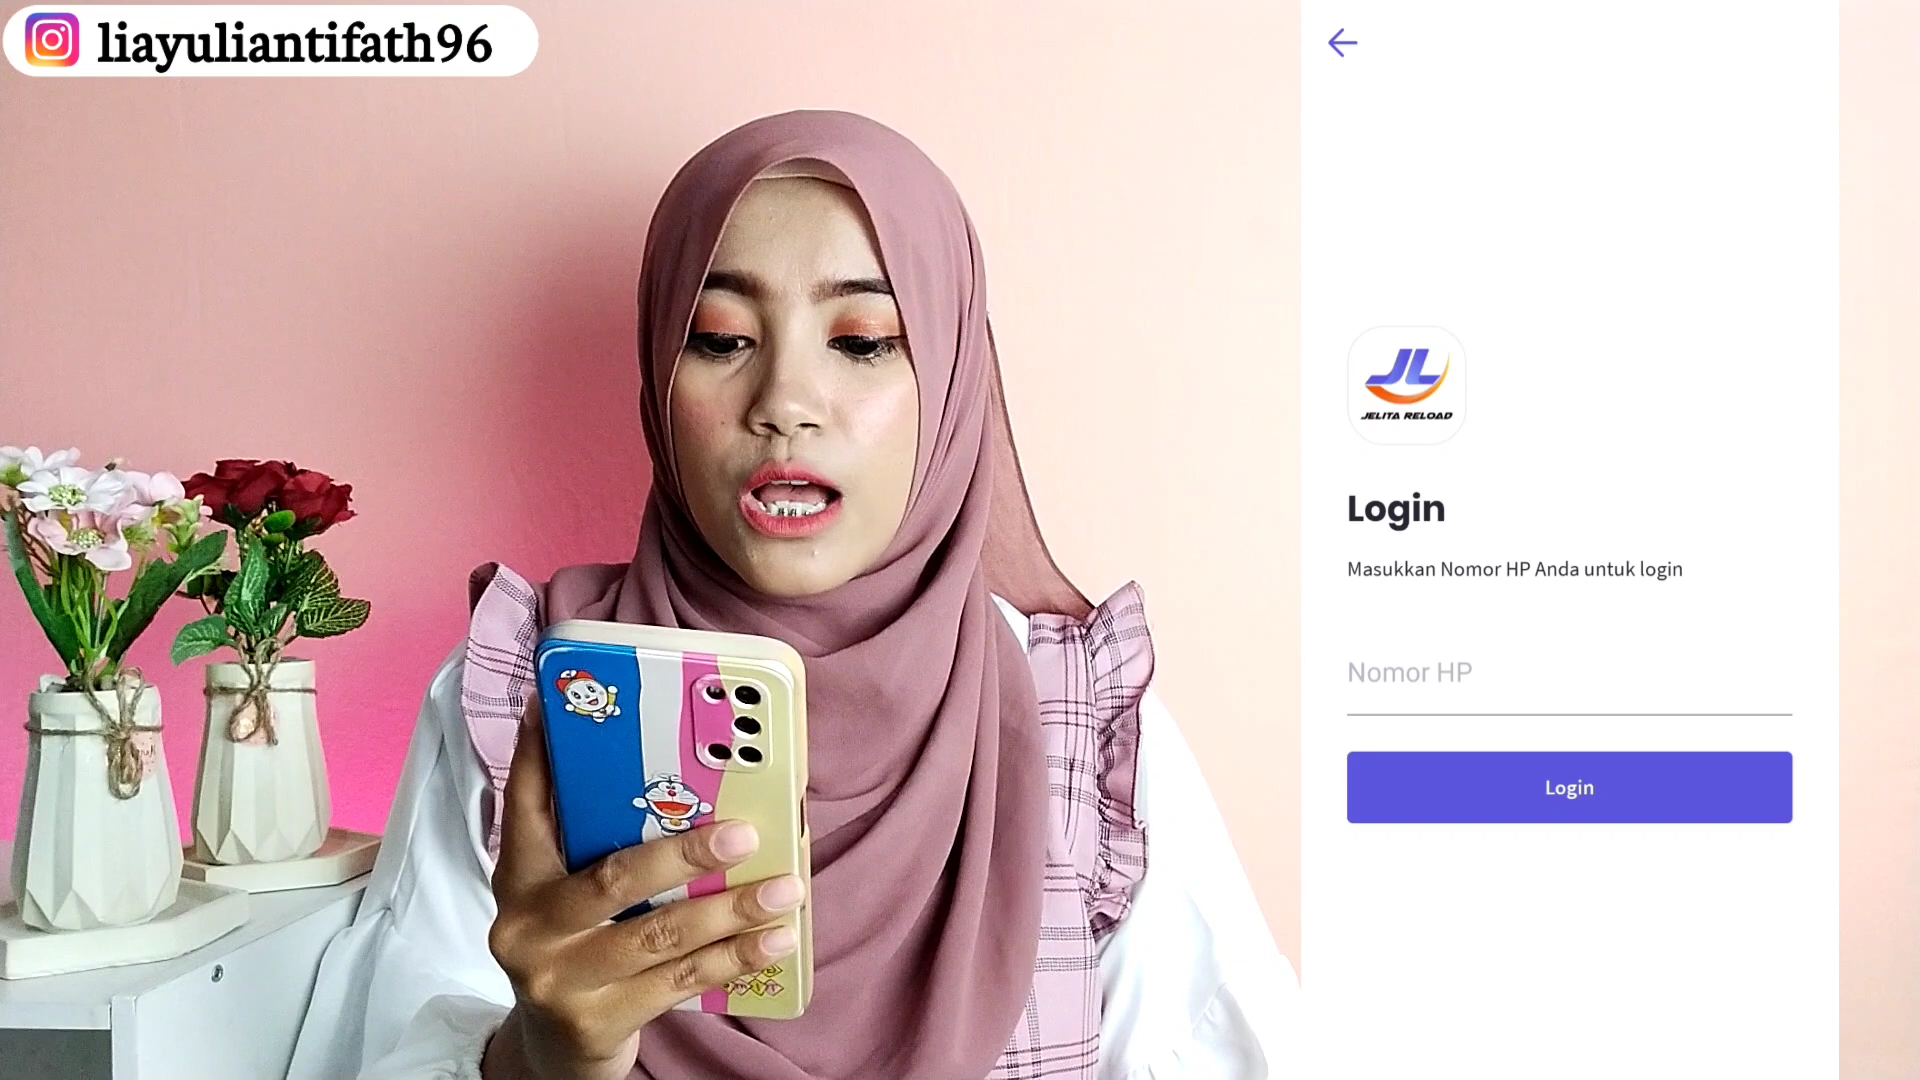 liayuliantifath96
JL
JELITA RELOAD
Login
Masukkan Nomor HP Anda untuk login
Nomor HP
Login